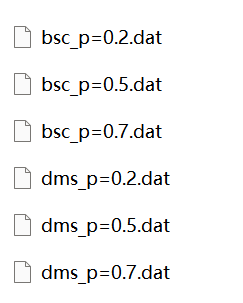 bsc_p=0.2.dat
bsc_p=0.5.dat
bsc_p=0.7.dat
dms_p=0.2.dat
dms_p=0.5.dat
dms_p=0.7.dat